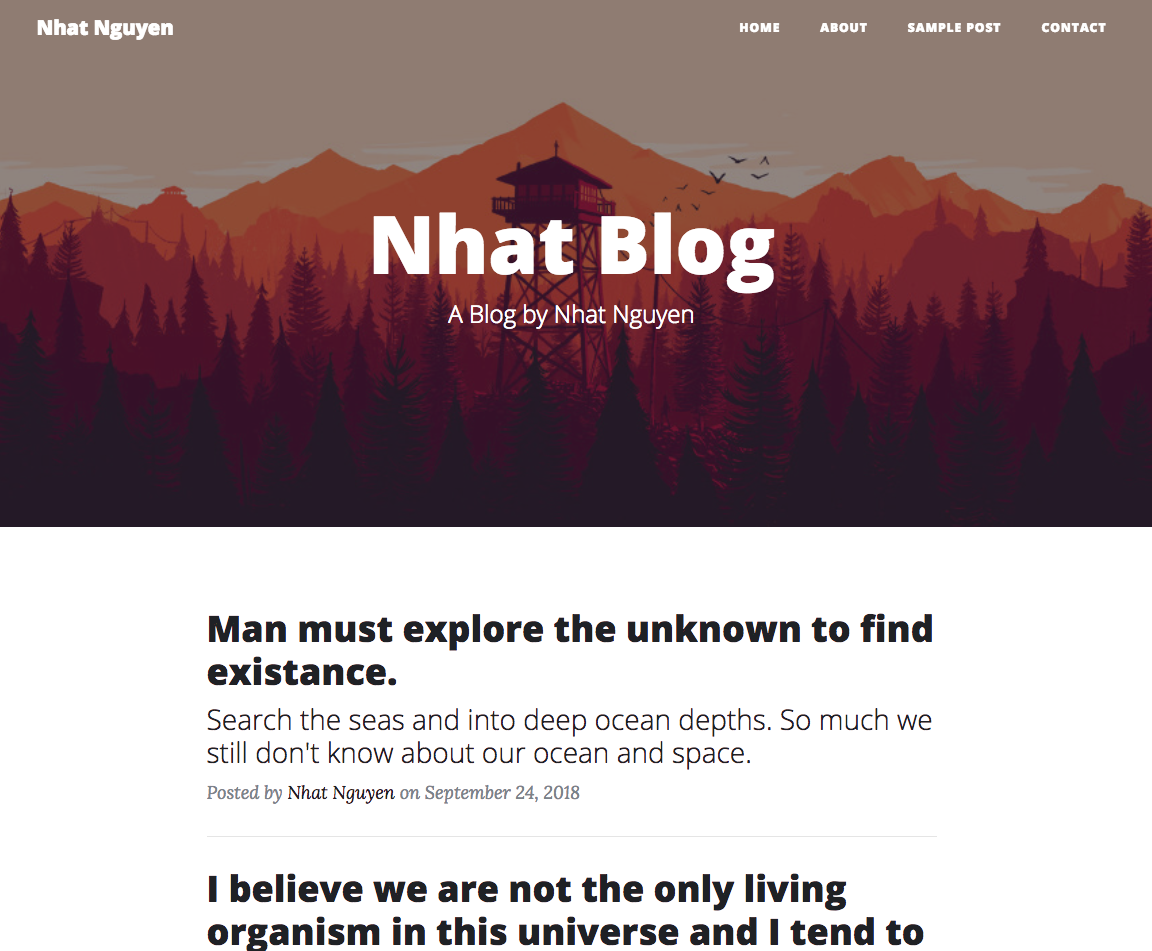 Nhat Nguyen
HOME ABOUT SAMPLE POST CONTACT
Nhat Blog
A Blog by Nhat Nguyen
Man must explore the unknown to find
existance.
Search the seas and into deep ocean depths. So much we
still don't know about our ocean and space.
Posted by Nhat Nguyen on September 24, 2018
I believe we are not the only living
organism in this universe and I tend to